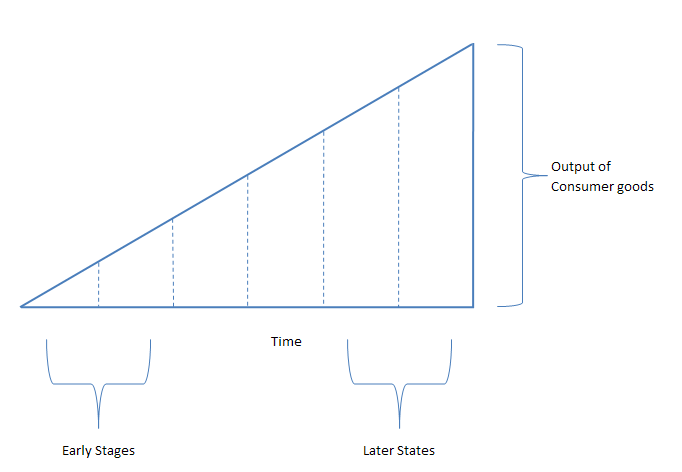 Output of
Consumer goods
Time
Early Stages
Later States